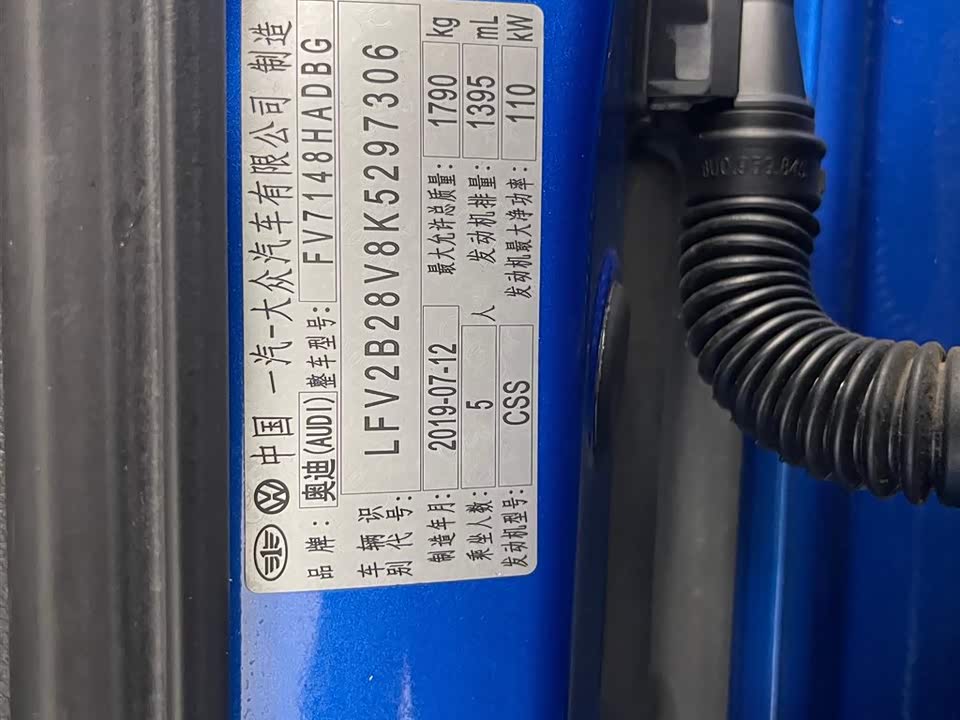 中国 一汽-大众汽车有限公司 制造
品牌: 奥迪(AUDI) 整车型号: FV7148HADBG
车辆识别代号: LFV2B28V8K5297306
制造年月: 2019-07-12 最大允许总质量: 1790 kg
乘坐人数: 5 人 发动机排量: 1395 mL
发动机型号: CSS 发动机最大净功率: 110 kW